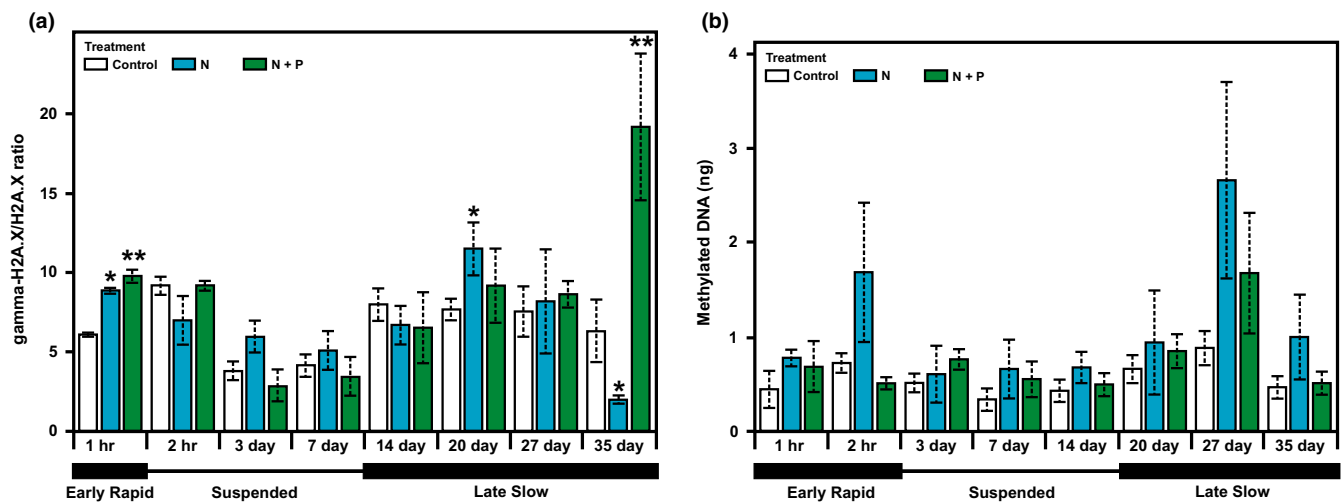 (a)
Treatment
Control N N + P
gamma-H2A.X/H2A.X ratio
20
15
10
5
0
* ** * * **
1 hr 2 hr 3 day 7 day 14 day 20 day 27 day 35 day
Early Rapid Suspended Late Slow
(b)
Treatment
Control N N + P
Methylated DNA (ng)
4
3
2
1
0
1 hr 2 hr 3 day 7 day 14 day 20 day 27 day 35 day
Early Rapid Suspended Late Slow